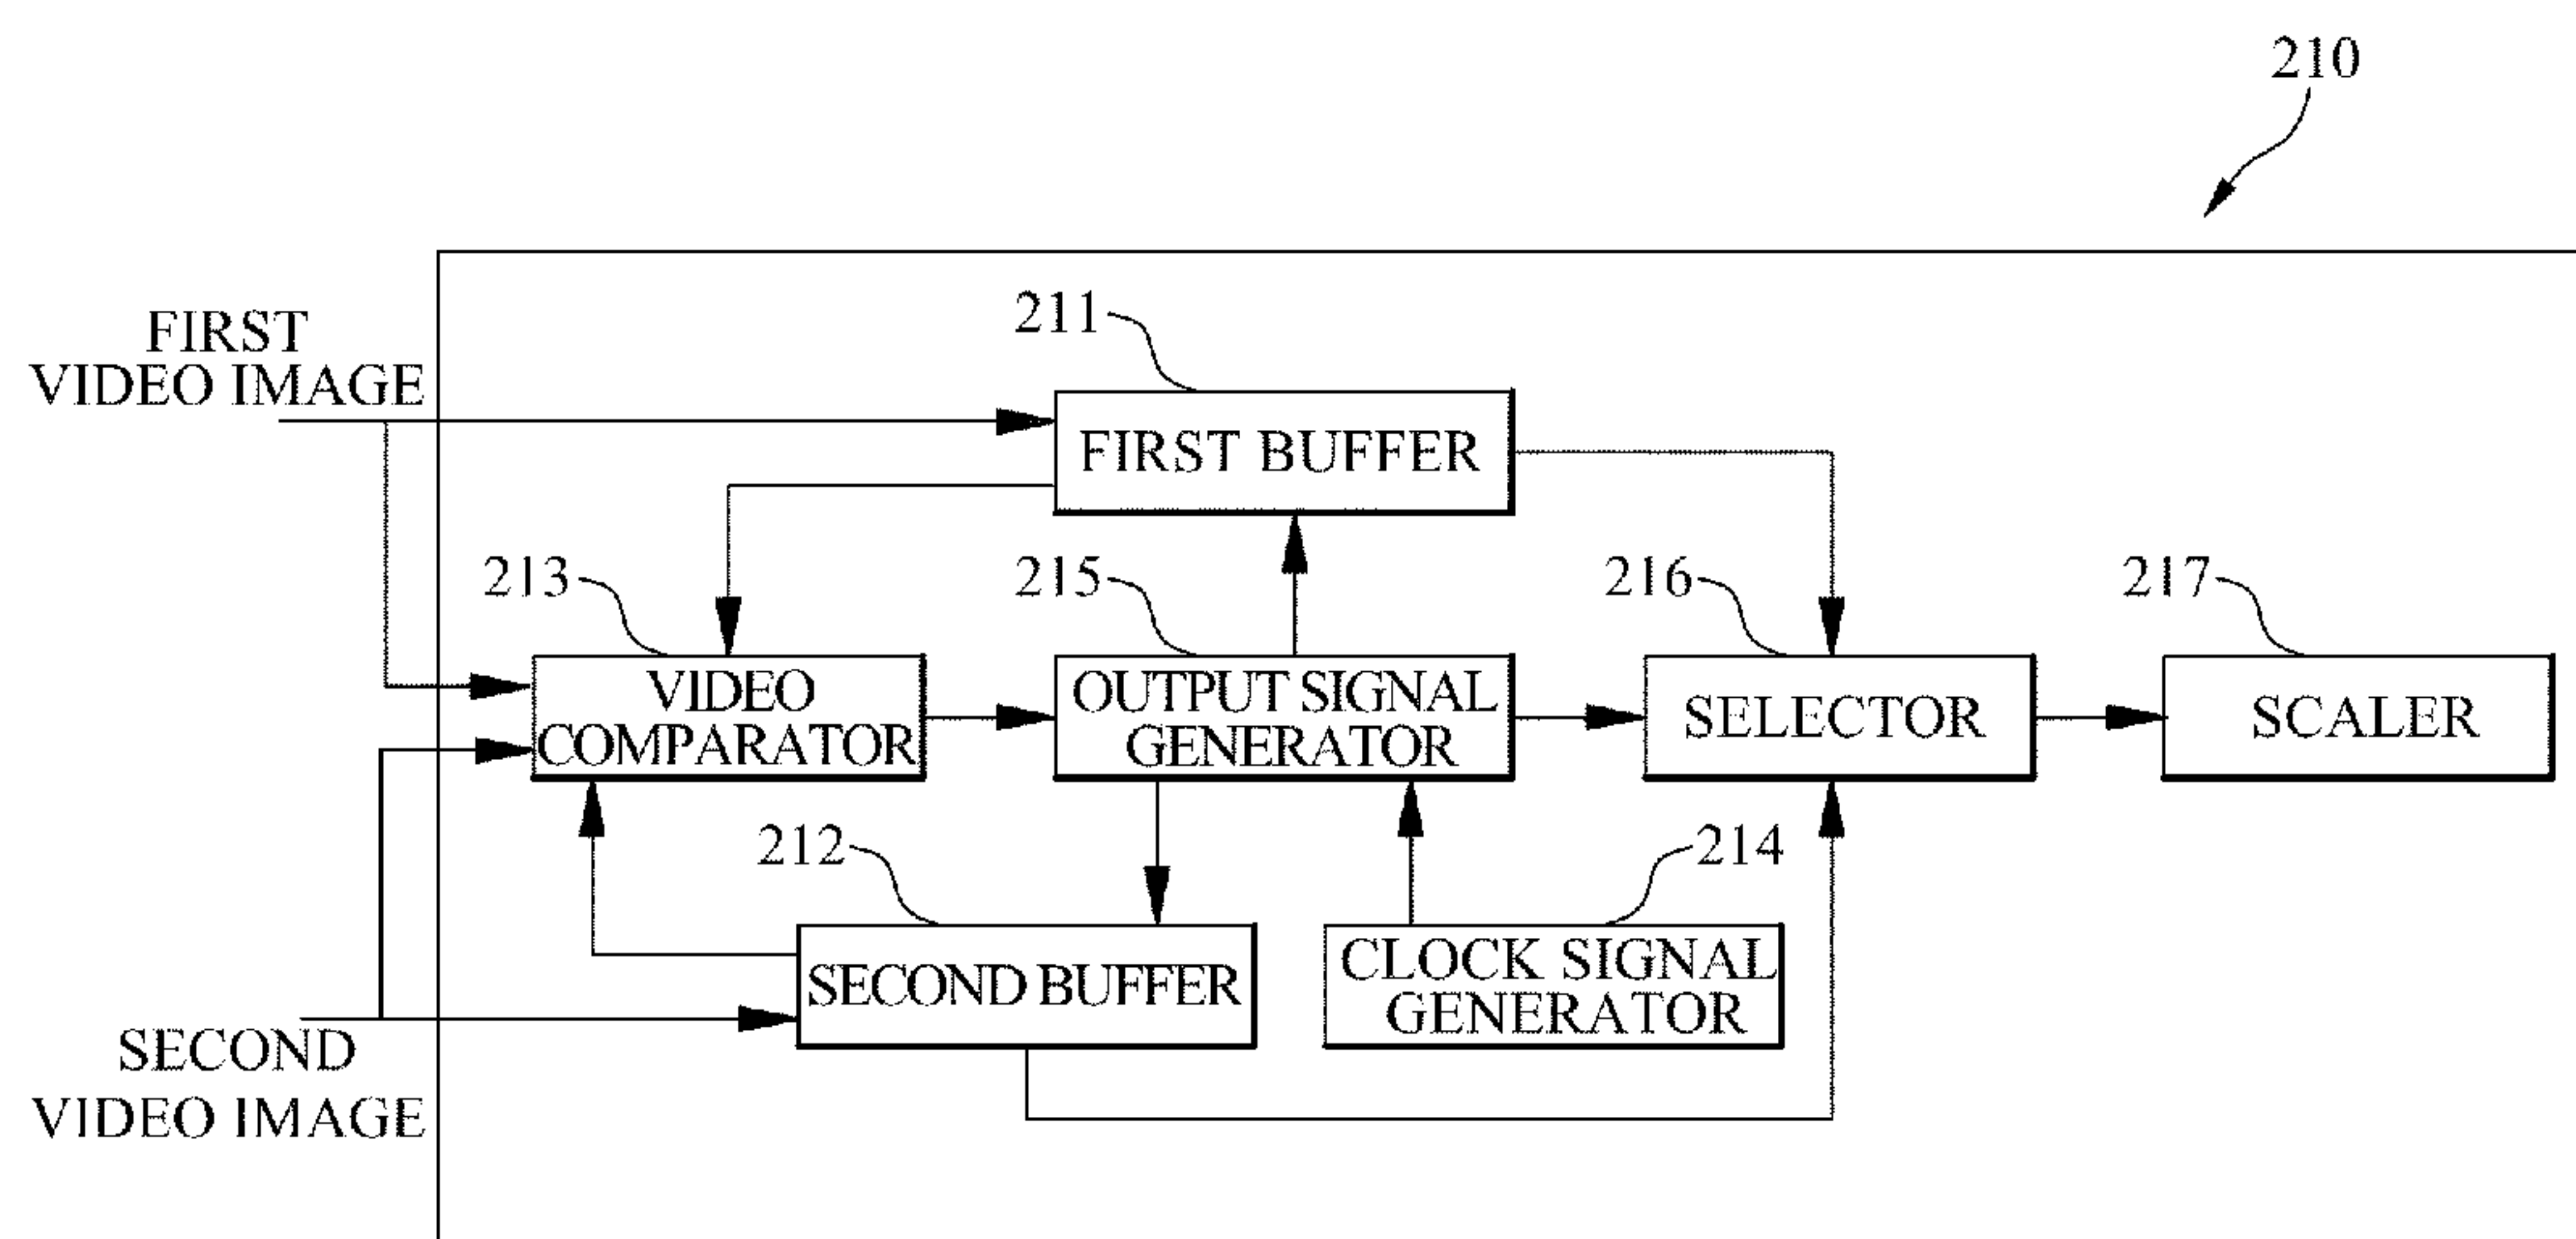 210
211
FIRST
VIDEO IMAGE
FIRST BUFFER
213
215
216
217
VIDEO
COMPARATOR
OUTPUT SIGNAL
GENERATOR
SELECTOR
SCALER
212
214
SECOND BUFFER
CLOCK SIGNAL
GENERATOR
SECOND
VIDEO IMAGE